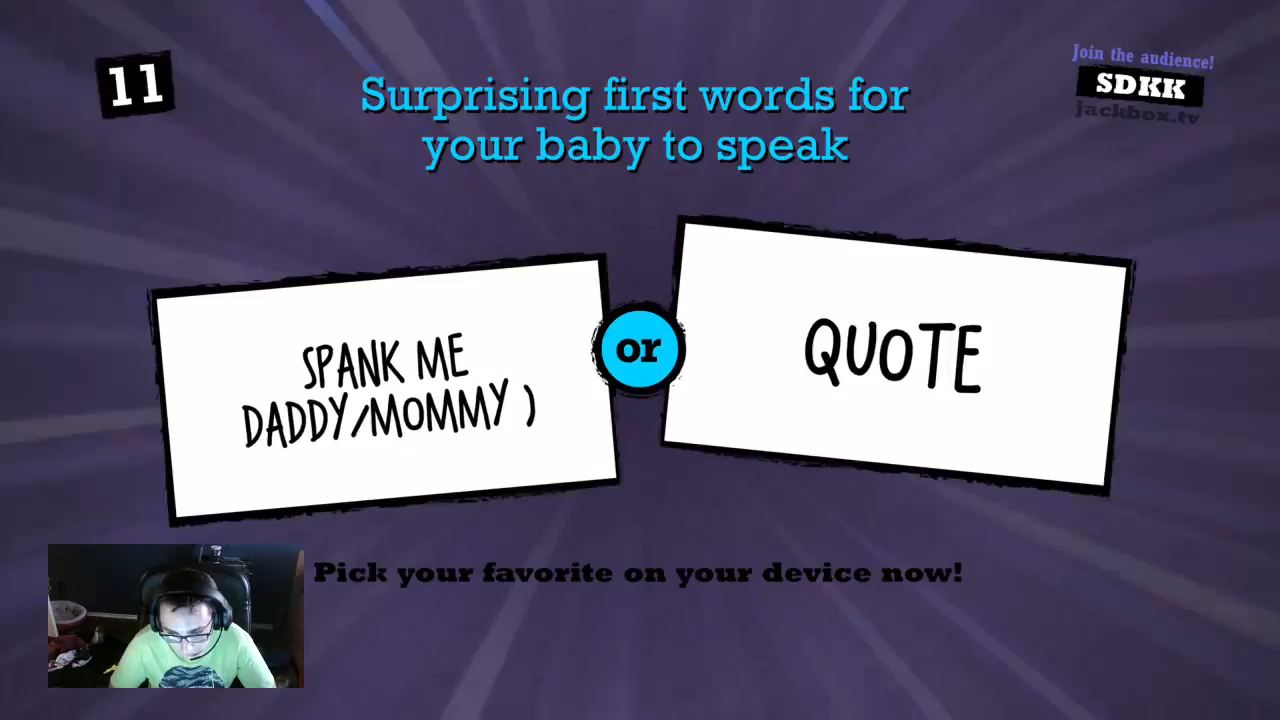 11
Join the audience!
SDKK
jackbox.tv
Surprising first words for
your baby to speak
SPANK ME
DADDY/MOMMY )
or
QUOTE
Pick your favorite on your device now!